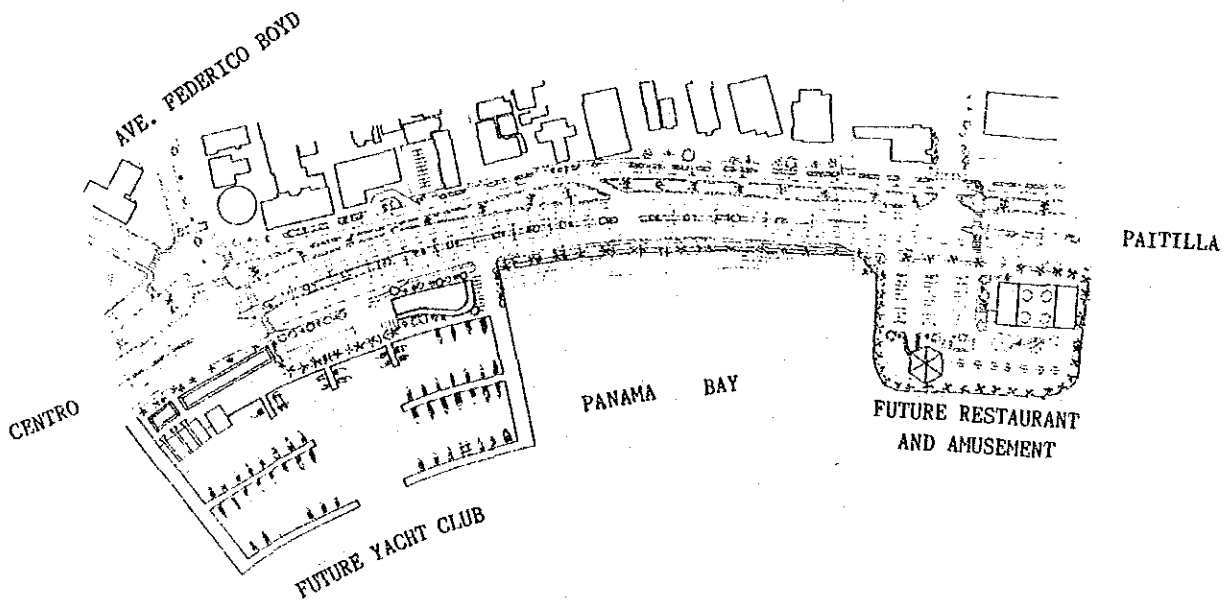 AVE. FEDERICO BOYD
PAITILLA
CENTRO
PANAMA BAY
FUTURE RESTAURANT
AND AMUSEMENT
FUTURE YACHT CLUB